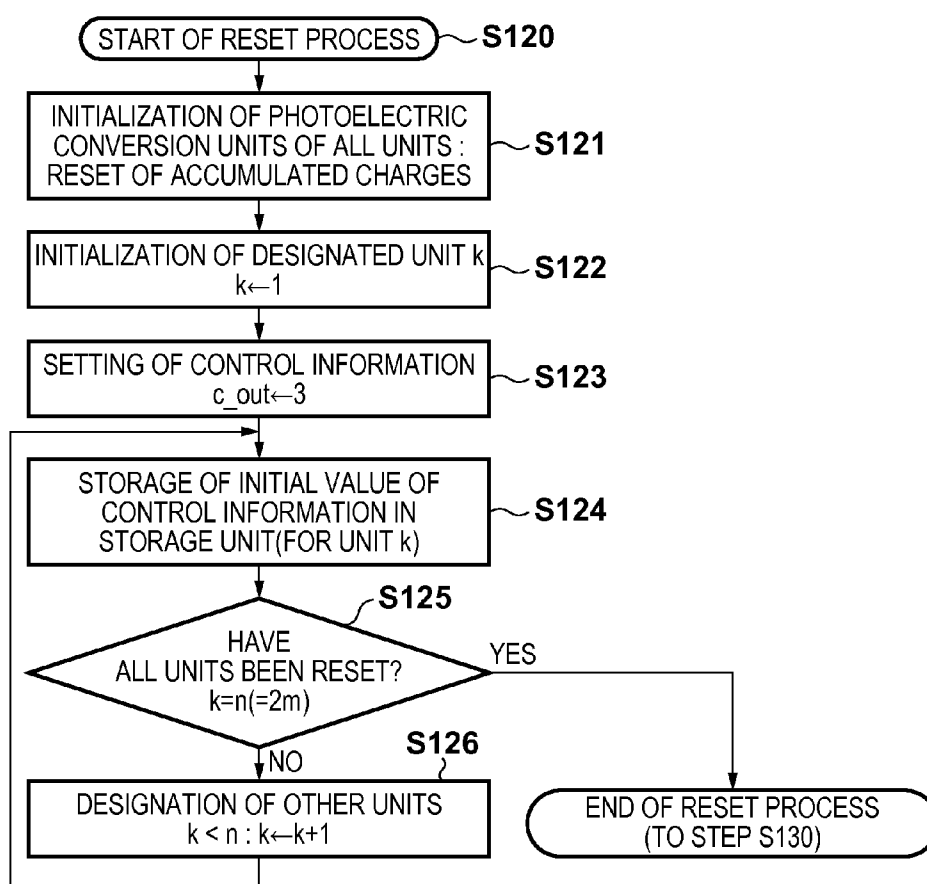 START OF RESET PROCESS
S120
INITIALIZATION OF PHOTOELECTRIC
CONVERSION UNITS OF ALL UNITS :
RESET OF ACCUMULATED CHARGES
S121
INITIALIZATION OF DESIGNATED UNIT k
k←1
S122
SETTING OF CONTROL INFORMATION
c_out←3
S123
STORAGE OF INITIAL VALUE OF
CONTROL INFORMATION IN
STORAGE UNIT(FOR UNIT k)
S124
S125
HAVE
ALL UNITS BEEN RESET?
k=n(=2m)
YES
NO
S126
DESIGNATION OF OTHER UNITS
k < n : k←k+1
END OF RESET PROCESS
(TO STEP S130)